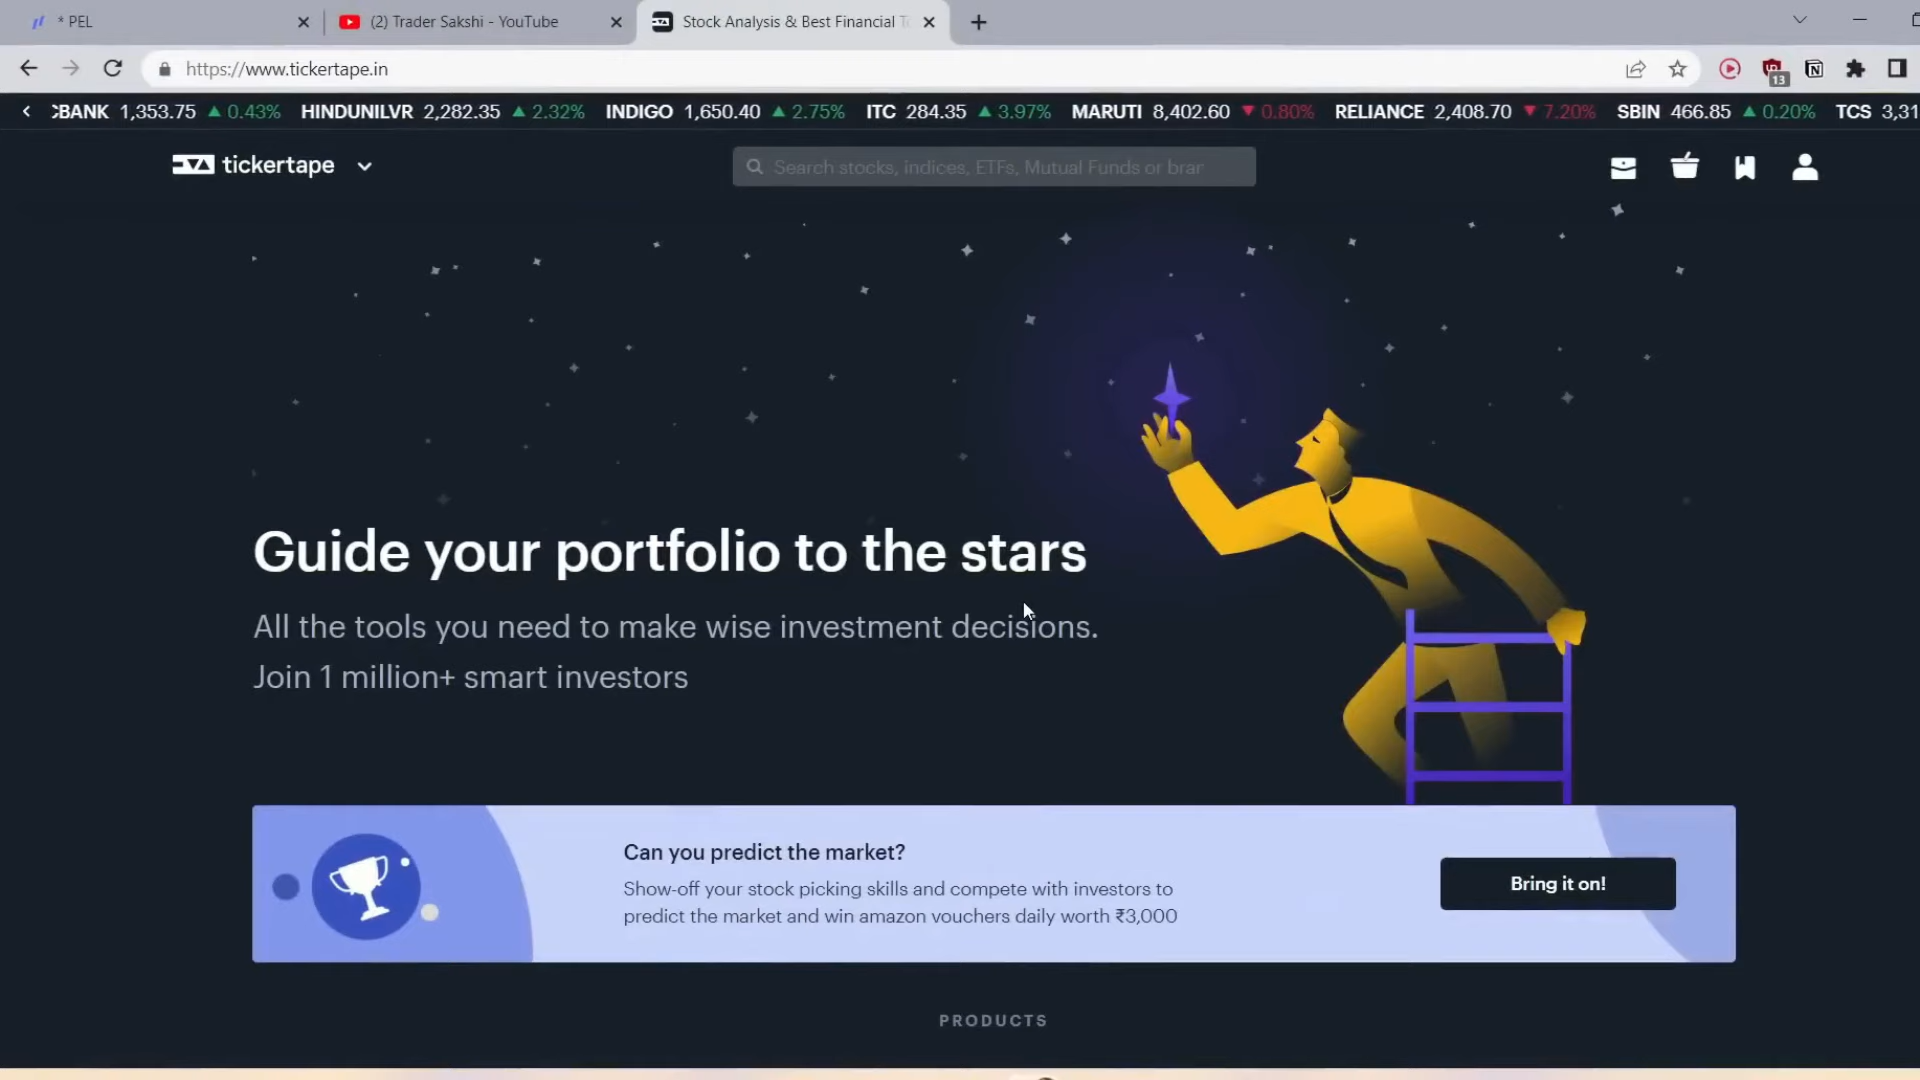 * PEL
(2) Trader Sakshi - YouTube
Stock Analysis & Best Financial
https://www.tickertape.in
13
BANK 1,353.75 ▲ 0.43% HINDUNILVR 2,282.35 ▲ 2.32% INDIGO 1,650.40 ▲ 2.75% ITC 284.35 ▲ 3.97% MARUTI 8,402.60 ▼ 0.80% RELIANCE 2,408.70 ▼ 7.20% SBIN 466.85 ▲ 0.20% TCS 3,31
tickertape
Search stocks, indices, ETFs, Mutual Funds or bran
Guide your portfolio to the stars
All the tools you need to make wise investment decisions.
Join 1 million+ smart investors
Can you predict the market?
Show-off your stock picking skills and compete with investors to
predict the market and win amazon vouchers daily worth ₹3,000
Bring it on!
PRODUCTS